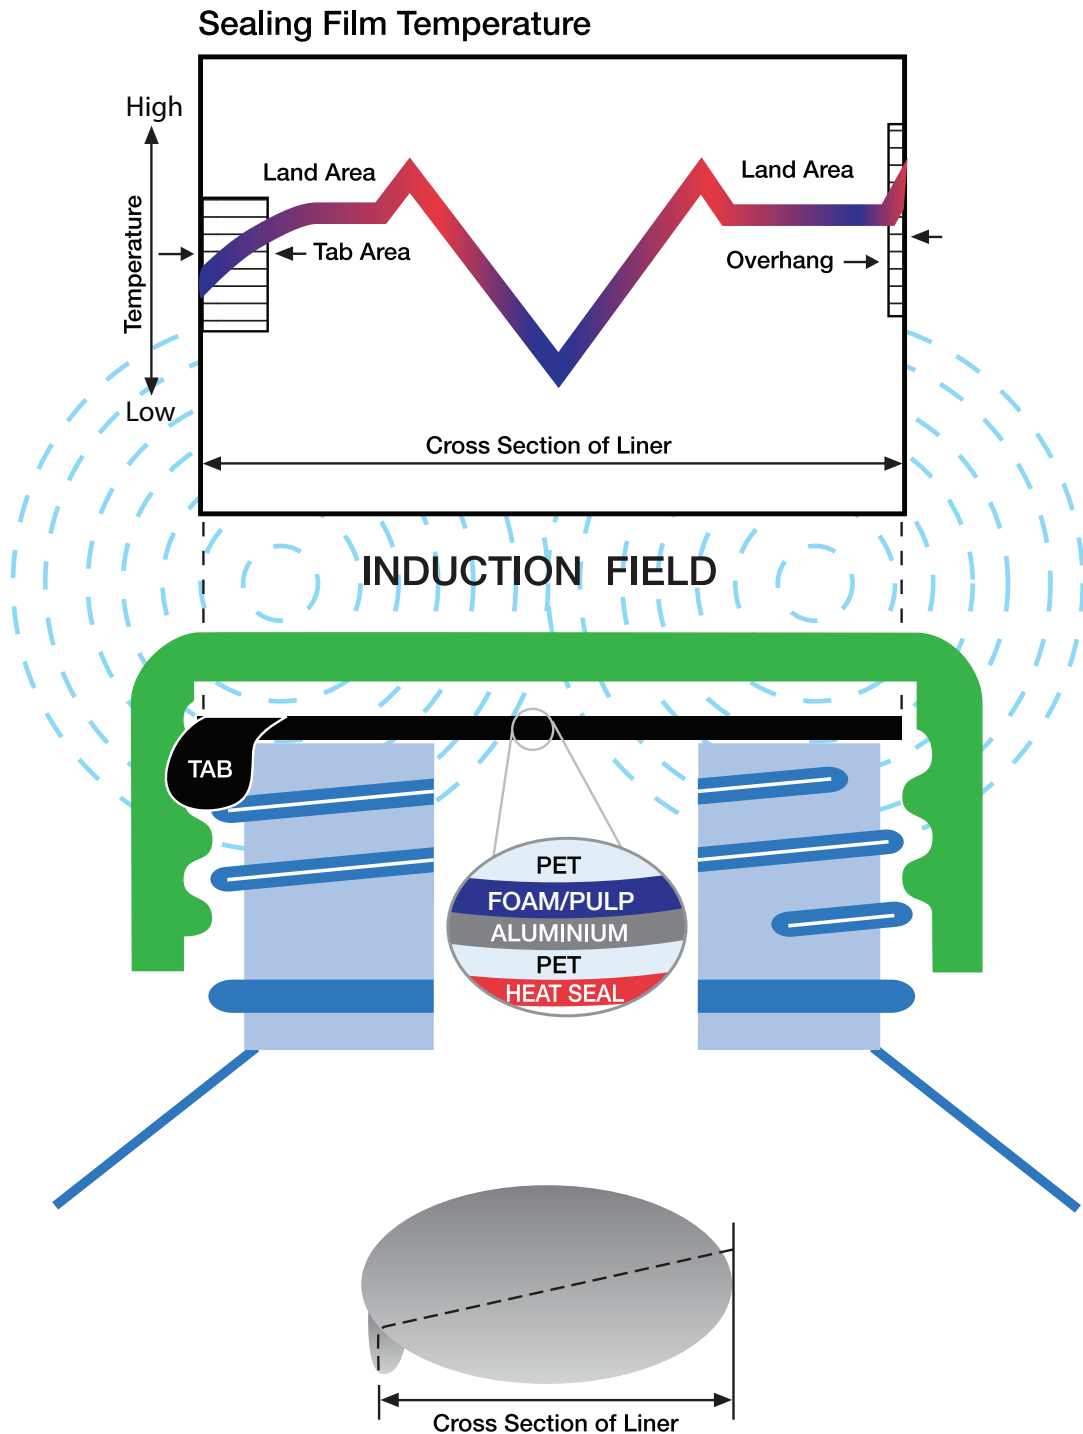 Sealing Film Temperature
High
Land Area
Land Area
Temperature
Tab Area
Overhang
Low
Cross Section of Liner
INDUCTION FIELD
TAB
PET
FOAM/PULP
ALUMINIUM
PET
HEAT SEAL
Cross Section of Liner